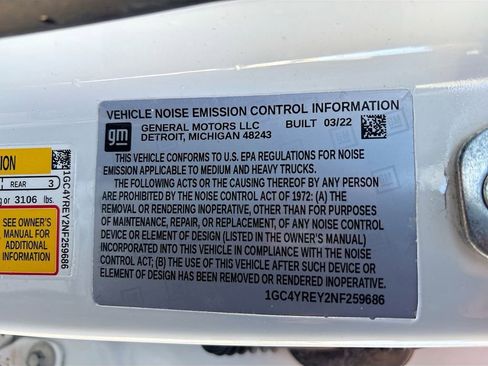 VEHICLE NOISE EMISSION CONTROL INFORMATION
gm
GENERAL MOTORS LLC BUILT 03/22
DETROIT, MICHIGAN 48243
THIS VEHICLE CONFORMS TO U.S. EPA REGULATIONS FOR NOISE
EMISSION APPLICABLE TO MEDIUM AND HEAVY TRUCKS.
THE FOLLOWING ACTS OR THE CAUSING THEREOF BY ANY PERSON
ARE PROHIBITED BY THE NOISE CONTROL ACT OF 1972: (A) THE
REMOVAL OR RENDERING INOPERATIVE, OTHER THAN FOR PURPOSES
OF MAINTENANCE, REPAIR, OR REPLACEMENT, OF ANY NOISE CONTROL
DEVICE OR ELEMENT OF DESIGN (LISTED IN THE OWNER'S MANUAL)
INCORPORATED INTO THIS VEHICLE IN COMPLIANCE WITH THE NOISE
CONTROL ACT; (B) THE USE OF THIS VEHICLE AFTER SUCH DEVICE OR
ELEMENT OF DESIGN HAS BEEN REMOVED OR RENDERED INOPERATIVE
1GC4YREY2NF259686
REAR 3
or 3106 lbs.
SEE OWNER'S
MANUAL FOR
ADDITIONAL
INFORMATION
1GC4YREY2NF259686